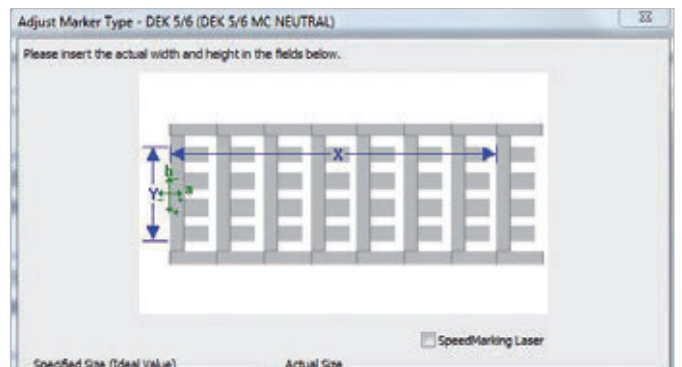 Adjust Marker Type - DEK 5/6 (DEK 5/6 MC NEUTRAL)
Please insert the actual width and height in the fields below.
X
b
Y
a
SpeedMarking Laser
Specified Size (Ideal Value)
Actual Size